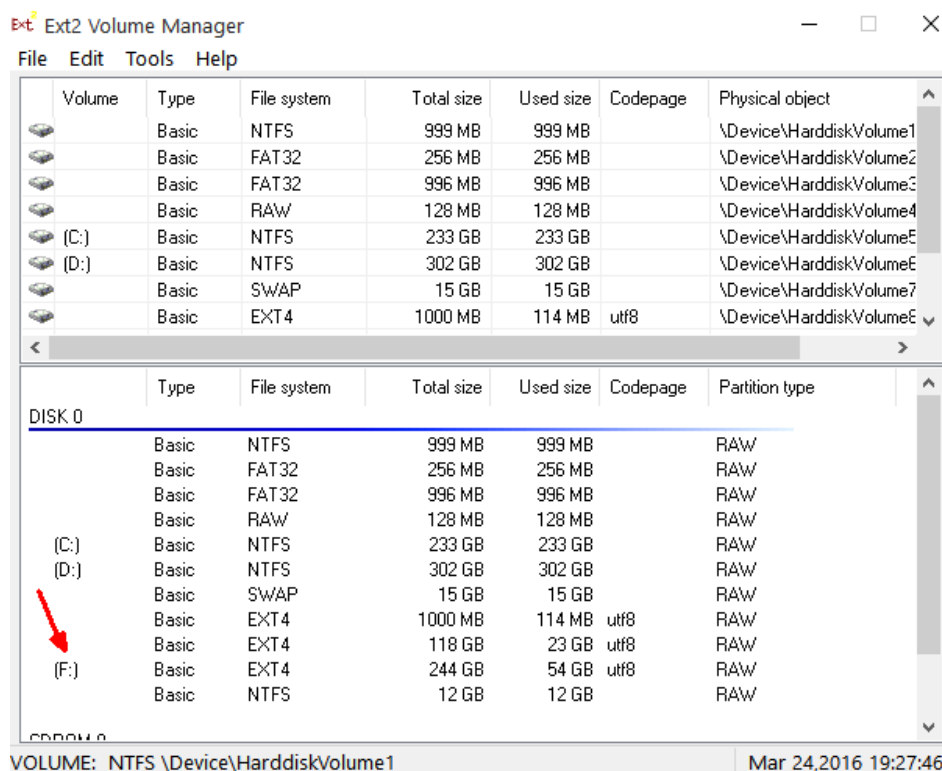 Ext Ext2 Volume Manager
File Edit Tools Help
Volume Type File system Total size Used size Codepage Physical object
Basic NTFS 999 MB 999 MB \Device\HarddiskVolume1
Basic FAT32 256 MB 256 MB \Device\HarddiskVolume2
Basic FAT32 996 MB 996 MB \Device\HarddiskVolume3
Basic RAW 128 MB 128 MB \Device\HarddiskVolume4
(C:) Basic NTFS 233 GB 233 GB \Device\HarddiskVolume5
(D:) Basic NTFS 302 GB 302 GB \Device\HarddiskVolume6
Basic SWAP 15 GB 15 GB \Device\HarddiskVolume7
Basic EXT4 1000 MB 114 MB utf8 \Device\HarddiskVolume8
Type File system Total size Used size Codepage Partition type
DISK 0
Basic NTFS 999 MB 999 MB RAW
Basic FAT32 256 MB 256 MB RAW
Basic FAT32 996 MB 996 MB RAW
Basic RAW 128 MB 128 MB RAW
(C:) Basic NTFS 233 GB 233 GB RAW
(D:) Basic NTFS 302 GB 302 GB RAW
Basic SWAP 15 GB 15 GB RAW
Basic EXT4 1000 MB 114 MB utf8 RAW
Basic EXT4 118 GB 23 GB utf8 RAW
(F:) Basic EXT4 244 GB 54 GB utf8 RAW
Basic NTFS 12 GB 12 GB RAW
VOLUME: NTFS \Device\HarddiskVolume1 Mar 24,2016 19:27:46